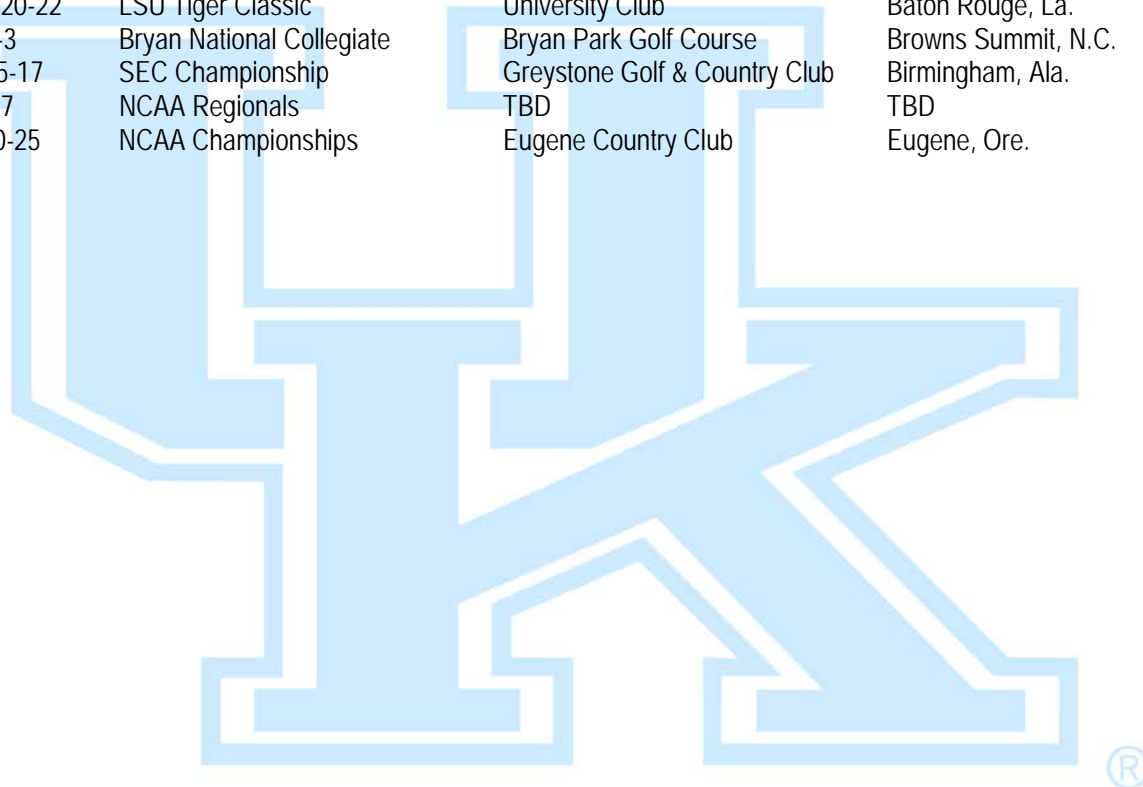 20-22 LSU Tiger Classic University Club Baton Rouge, La.
-3 Bryan National Collegiate Bryan Park Golf Course Browns Summit, N.C.
5-17 SEC Championship Greystone Golf & Country Club Birmingham, Ala.
7 NCAA Regionals TBD TBD
0-25 NCAA Championships Eugene Country Club Eugene, Ore.
UK
®